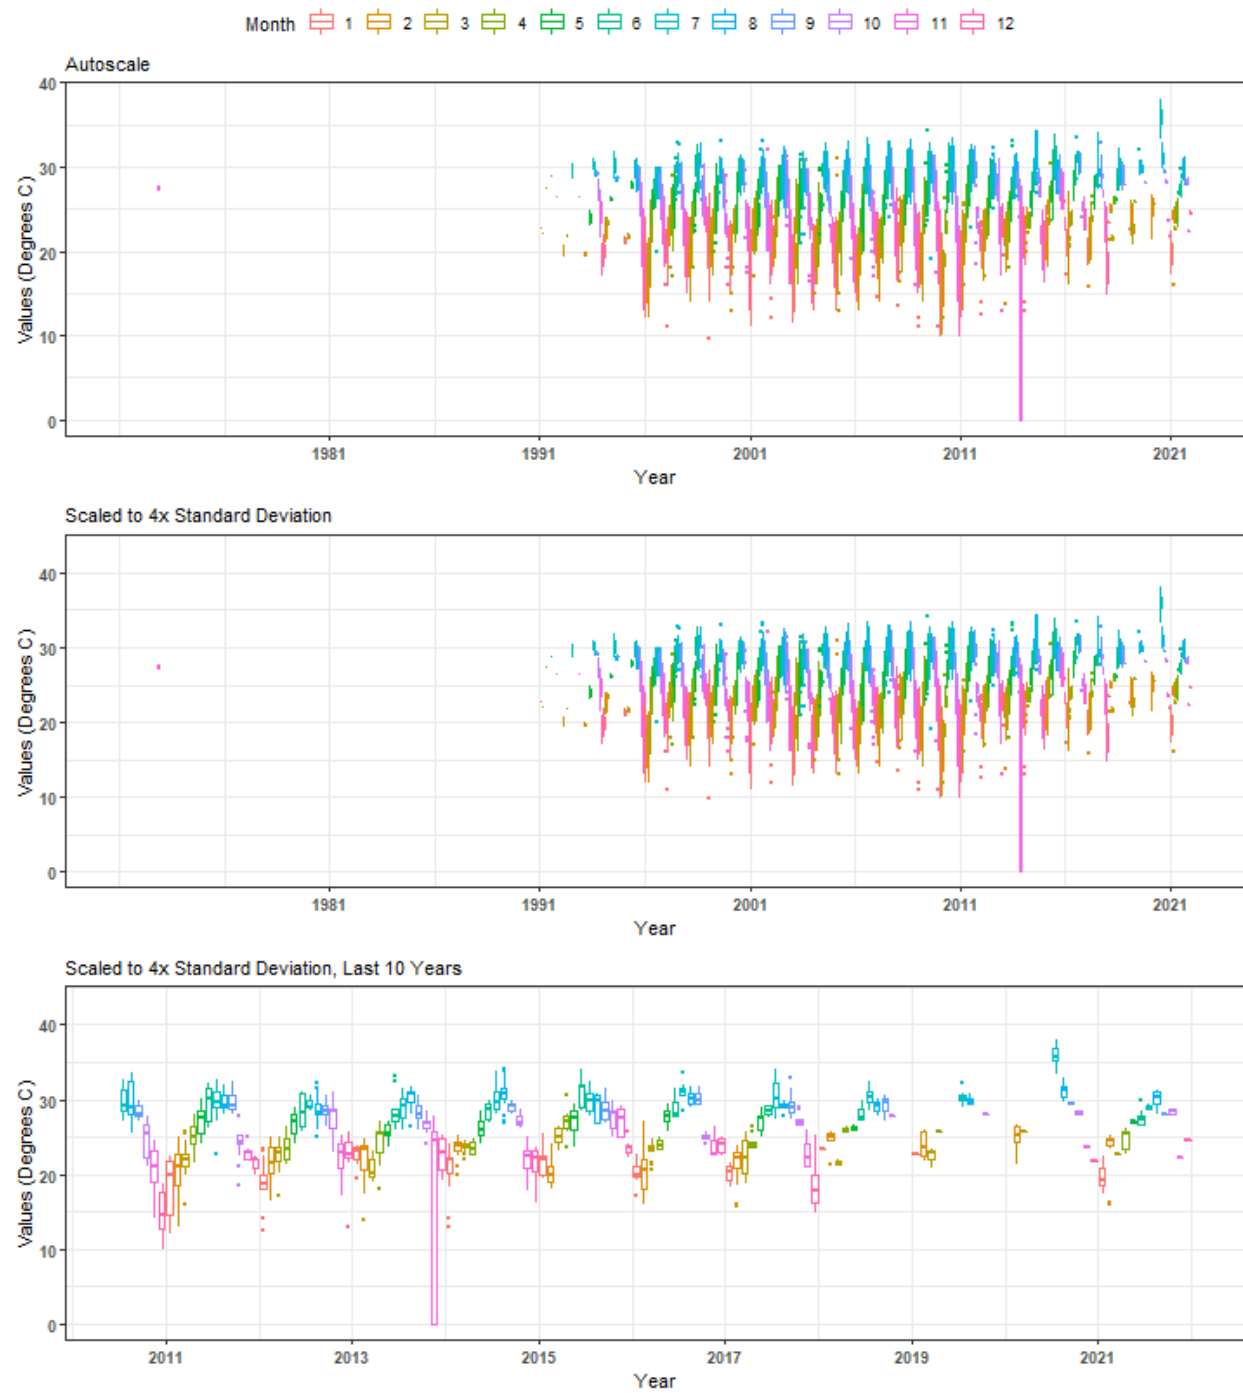 Month 1 2 3 4 5 6 7 8 9 10 11 12
Autoscale
40
30
20
10
0
Values (Degrees C)
1981 1991 2001 2011 2021
Year
Scaled to 4x Standard Deviation
40
30
20
10
0
Values (Degrees C)
1981 1991 2001 2011 2021
Year
Scaled to 4x Standard Deviation, Last 10 Years
40
30
20
10
0
Values (Degrees C)
2011 2013 2015 2017 2019 2021
Year